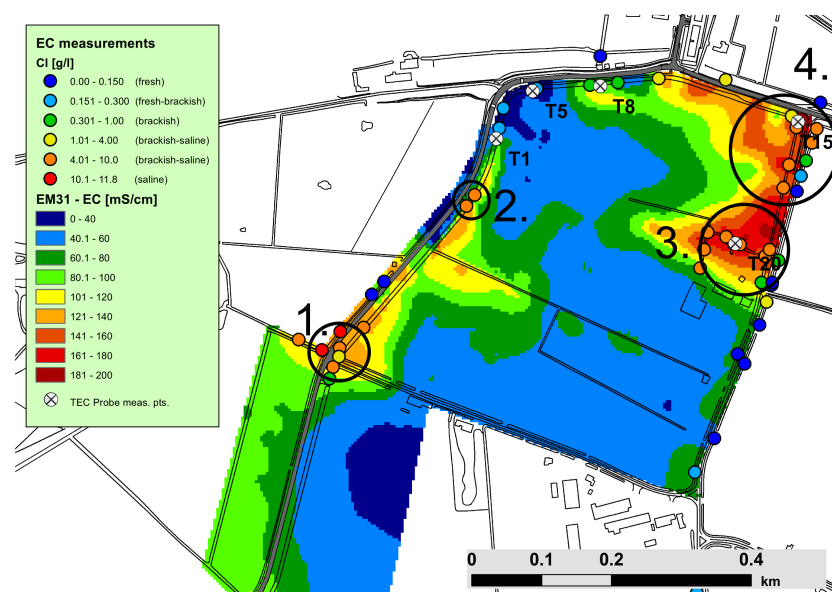 EC measurements
Cl [g/l]
0.00 - 0.150 (fresh)
0.151 - 0.300 (fresh-brackish)
0.301 - 1.00 (brackish)
1.01 - 4.00 (brackish-saline)
4.01 - 10.0 (brackish-saline)
10.1 - 11.8 (saline)
EM31 - EC [mS/cm]
0 - 40
40.1 - 60
60.1 - 80
80.1 - 100
101 - 120
121 - 140
141 - 160
161 - 180
181 - 200
TEC Probe meas. pts.
4.
T5
T8
T15
T1
2.
3.
T20
1.
0 0.1 0.2 0.4
km